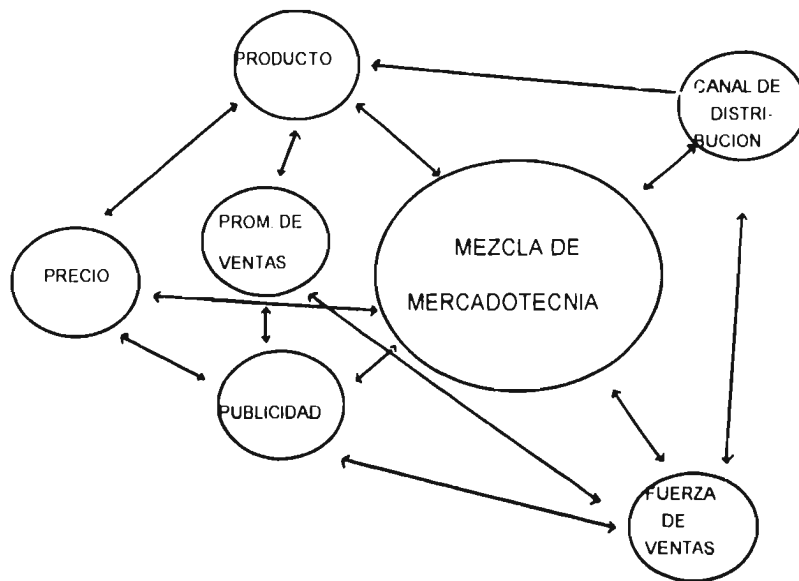 PRODUCTO
CANAL DE
DISTRI-
BUCION
PROM. DE
VENTAS
MEZCLA DE
MERCADOTECNIA
PRECIO
PUBLICIDAD
FUERZA
DE
VENTAS